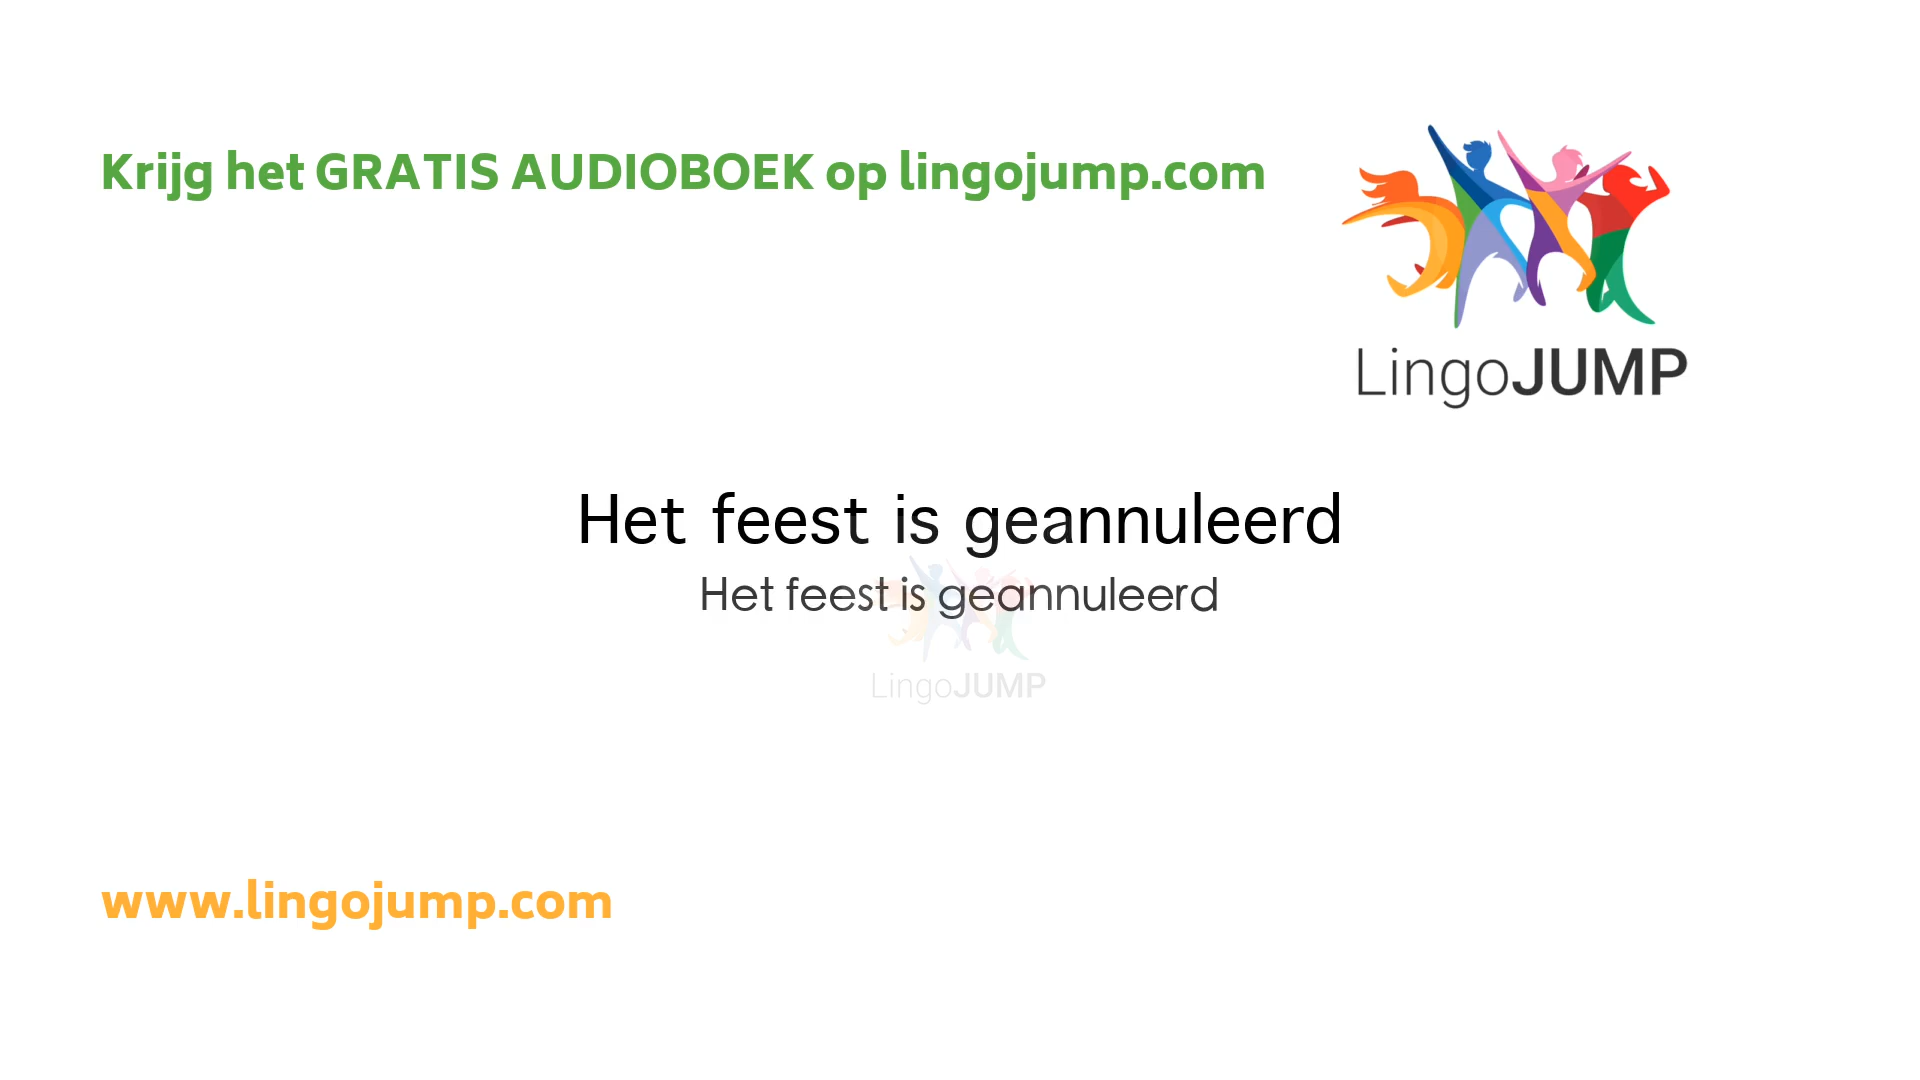 Krijg het GRATIS AUDIOBOEK op lingojump.com
LingoJUMP
Het feest is geannuleerd
Het feest is geannuleerd
LingoJUMP
www.lingojump.com